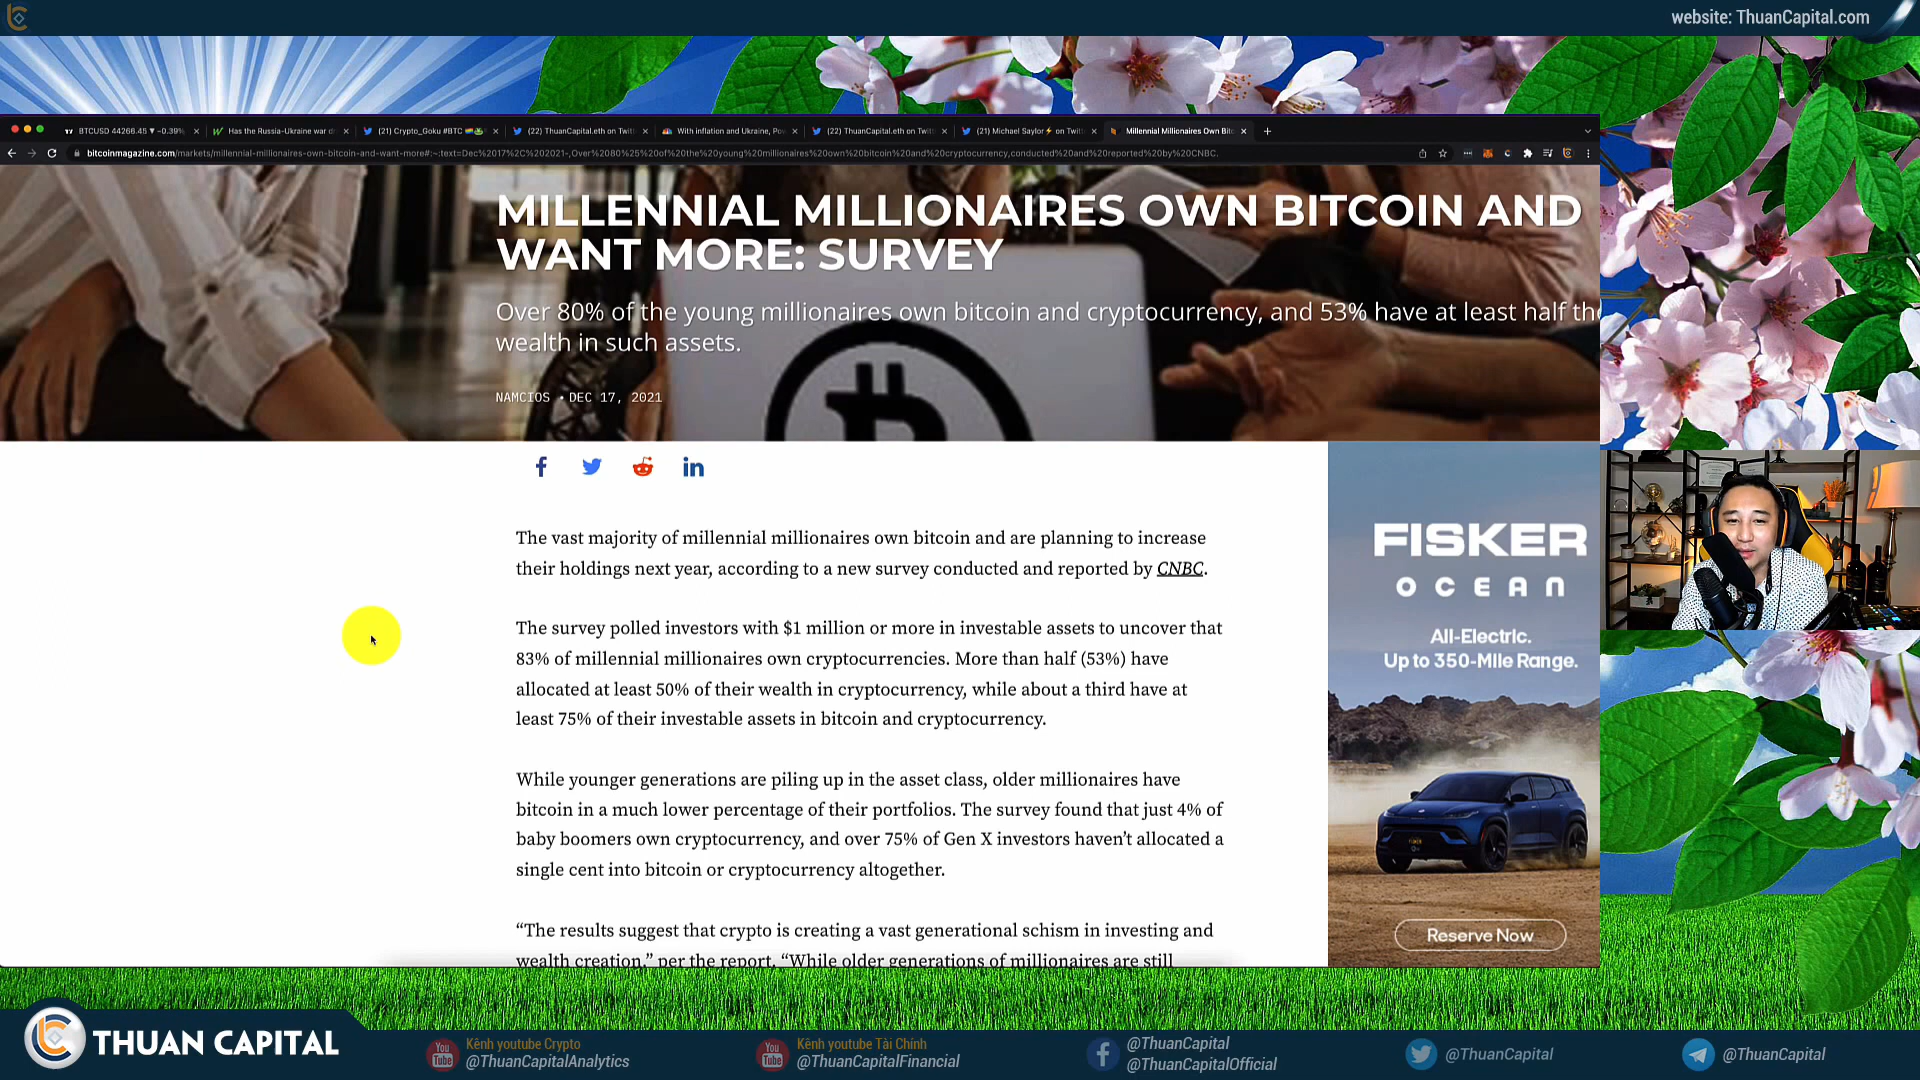 website: ThuanCapital.com
BTCUSD 44266.45 ▼ −0.39%
Has the Russia-Ukraine war dr
(21) Crypto_Goku #BTC
(22) ThuanCapital.eth on Twitt
With inflation and Ukraine, Pow
(22) ThuanCapital.eth on Twitt
(21) Michael Saylor⚡ on Twitt
Millennial Millionaires Own Bitc
bitcoinmagazine.com/markets/millennial-millionaires-own-bitcoin-and-want-more#:~:text=Dec%2017%2C%202021-,Over%2080%25%20of%20the%20young%20millionaires%20own%20bitcoin%20and%20cryptocurrency,conducted%20and%20reported%20by%20CNBC.
MILLENNIAL MILLIONAIRES OWN BITCOIN AND
WANT MORE: SURVEY
Over 80% of the young millionaires own bitcoin and cryptocurrency, and 53% have at least half the
wealth in such assets.
NAMCIOS • DEC 17, 2021
The vast majority of millennial millionaires own bitcoin and are planning to increase
their holdings next year, according to a new survey conducted and reported by CNBC.
The survey polled investors with $1 million or more in investable assets to uncover that
83% of millennial millionaires own cryptocurrencies. More than half (53%) have
allocated at least 50% of their wealth in cryptocurrency, while about a third have at
least 75% of their investable assets in bitcoin and cryptocurrency.
While younger generations are piling up in the asset class, older millionaires have
bitcoin in a much lower percentage of their portfolios. The survey found that just 4% of
baby boomers own cryptocurrency, and over 75% of Gen X investors haven’t allocated a
single cent into bitcoin or cryptocurrency altogether.
“The results suggest that crypto is creating a vast generational schism in investing and
wealth creation,” per the report. “While older generations of millionaires are still
FISKER
OCEAN
All-Electric.
Up to 350-Mile Range.
Reserve Now
THUAN CAPITAL
You Tube
Kênh youtube Crypto
@ThuanCapitalAnalytics
You Tube
Kênh youtube Tài Chính
@ThuanCapitalFinancial
@ThuanCapital
@ThuanCapitalOfficial
@ThuanCapital
@ThuanCapital